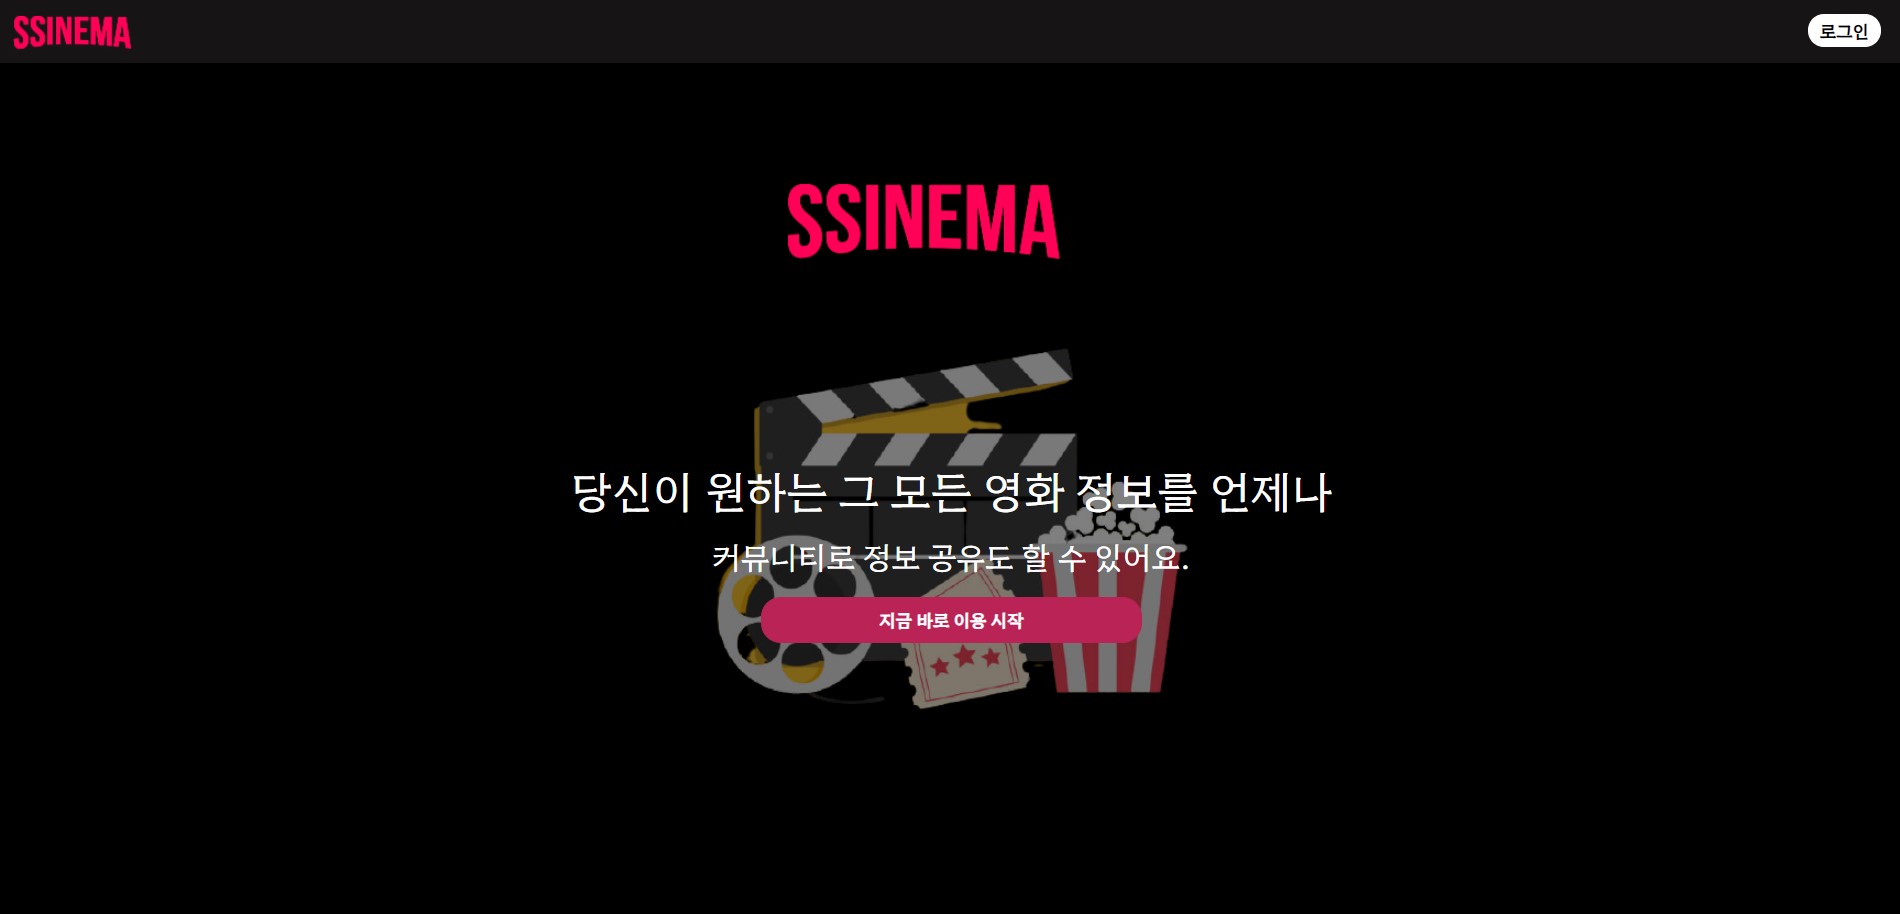 SSINEMA
로그인
SSINEMA
당신이 원하는 그 모든 영화 정보를 언제나
커뮤니티로 정보 공유도 할 수 있어요.
지금 바로 이용 시작